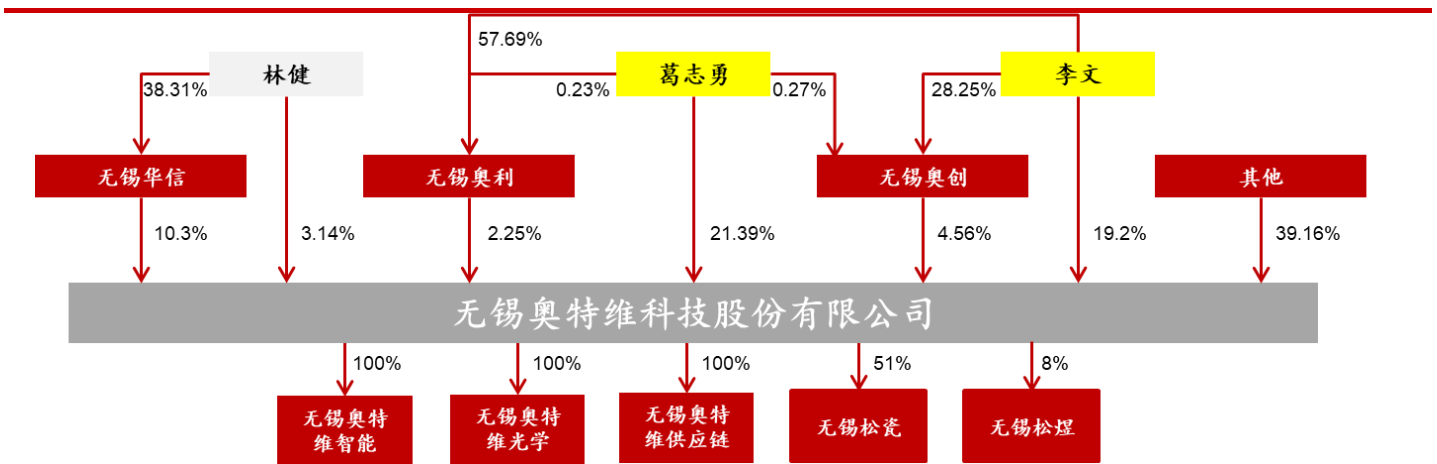 57.69%
林健
葛志勇
李文
38.31%
0.23%
0.27%
28.25%
无锡华信
无锡奥利
无锡奥创
其他
10.3%
3.14%
2.25%
21.39%
4.56%
19.2%
39.16%
无锡奥特维科技股份有限公司
100%
100%
100%
51%
8%
无锡奥特
维智能
无锡奥特
维光学
无锡奥特
维供应链
无锡松瓷
无锡松煜